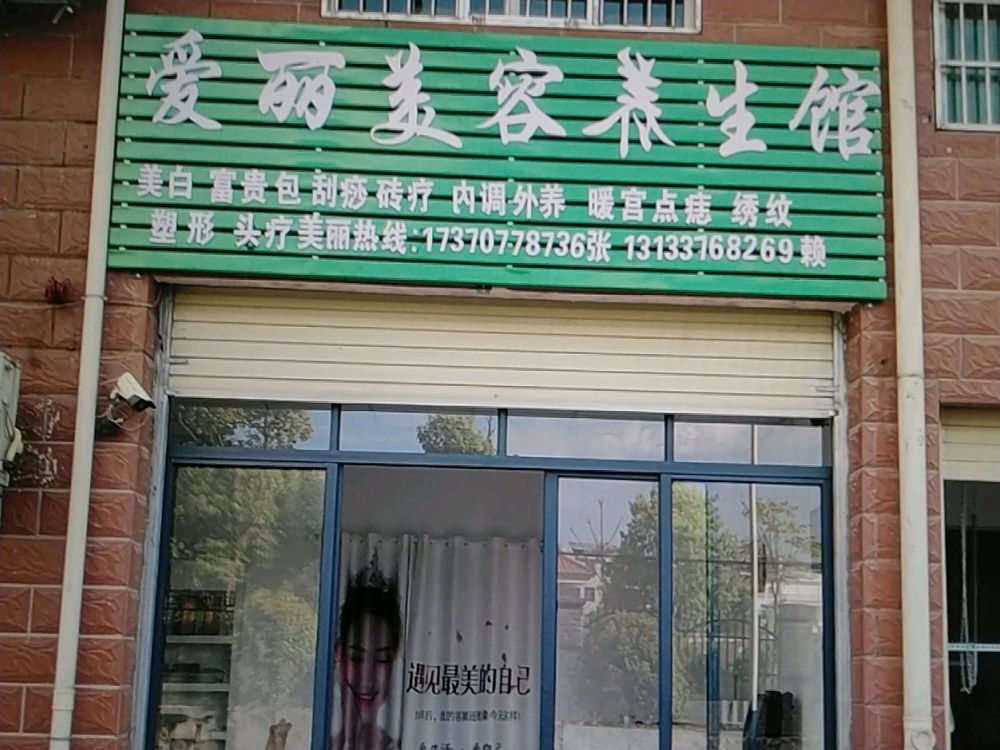 爱丽美容养生馆
美白 富贵包 刮痧 砖疗 内调外养 暖宫 点痣 绣纹
塑形 头疗 美丽热线:17370778736张 13133768269赖
遇见最美的自己